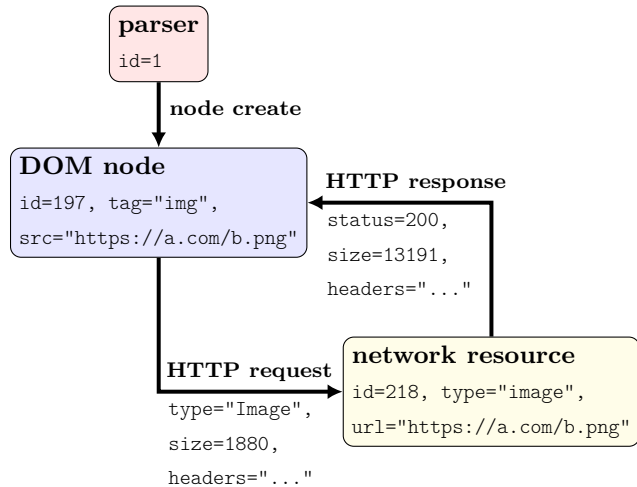 parser
id=1
node create
DOM node
id=197, tag="img",
src="https://a.com/b.png"
HTTP response
status=200,
size=13191,
headers="..."
HTTP request
type="Image",
size=1880,
headers="..."
network resource
id=218, type="image",
url="https://a.com/b.png"